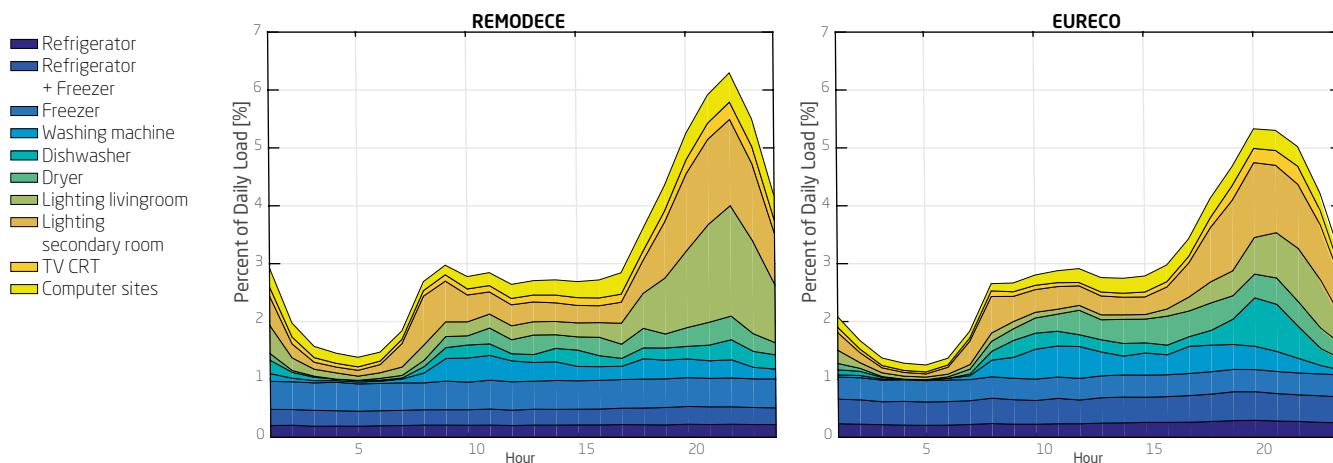 REMODECE
EURECO
Refrigerator
Refrigerator
+ Freezer
Freezer
Washing machine
Dishwasher
Dryer
Lighting livingroom
Lighting
secondary room
TV CRT
Computer sites
Percent of Daily Load [%]
7
6
5
4
3
2
1
0
5
10
15
20
Hour
Percent of Daily Load [%]
7
6
5
4
3
2
1
0
5
10
15
20
Hour